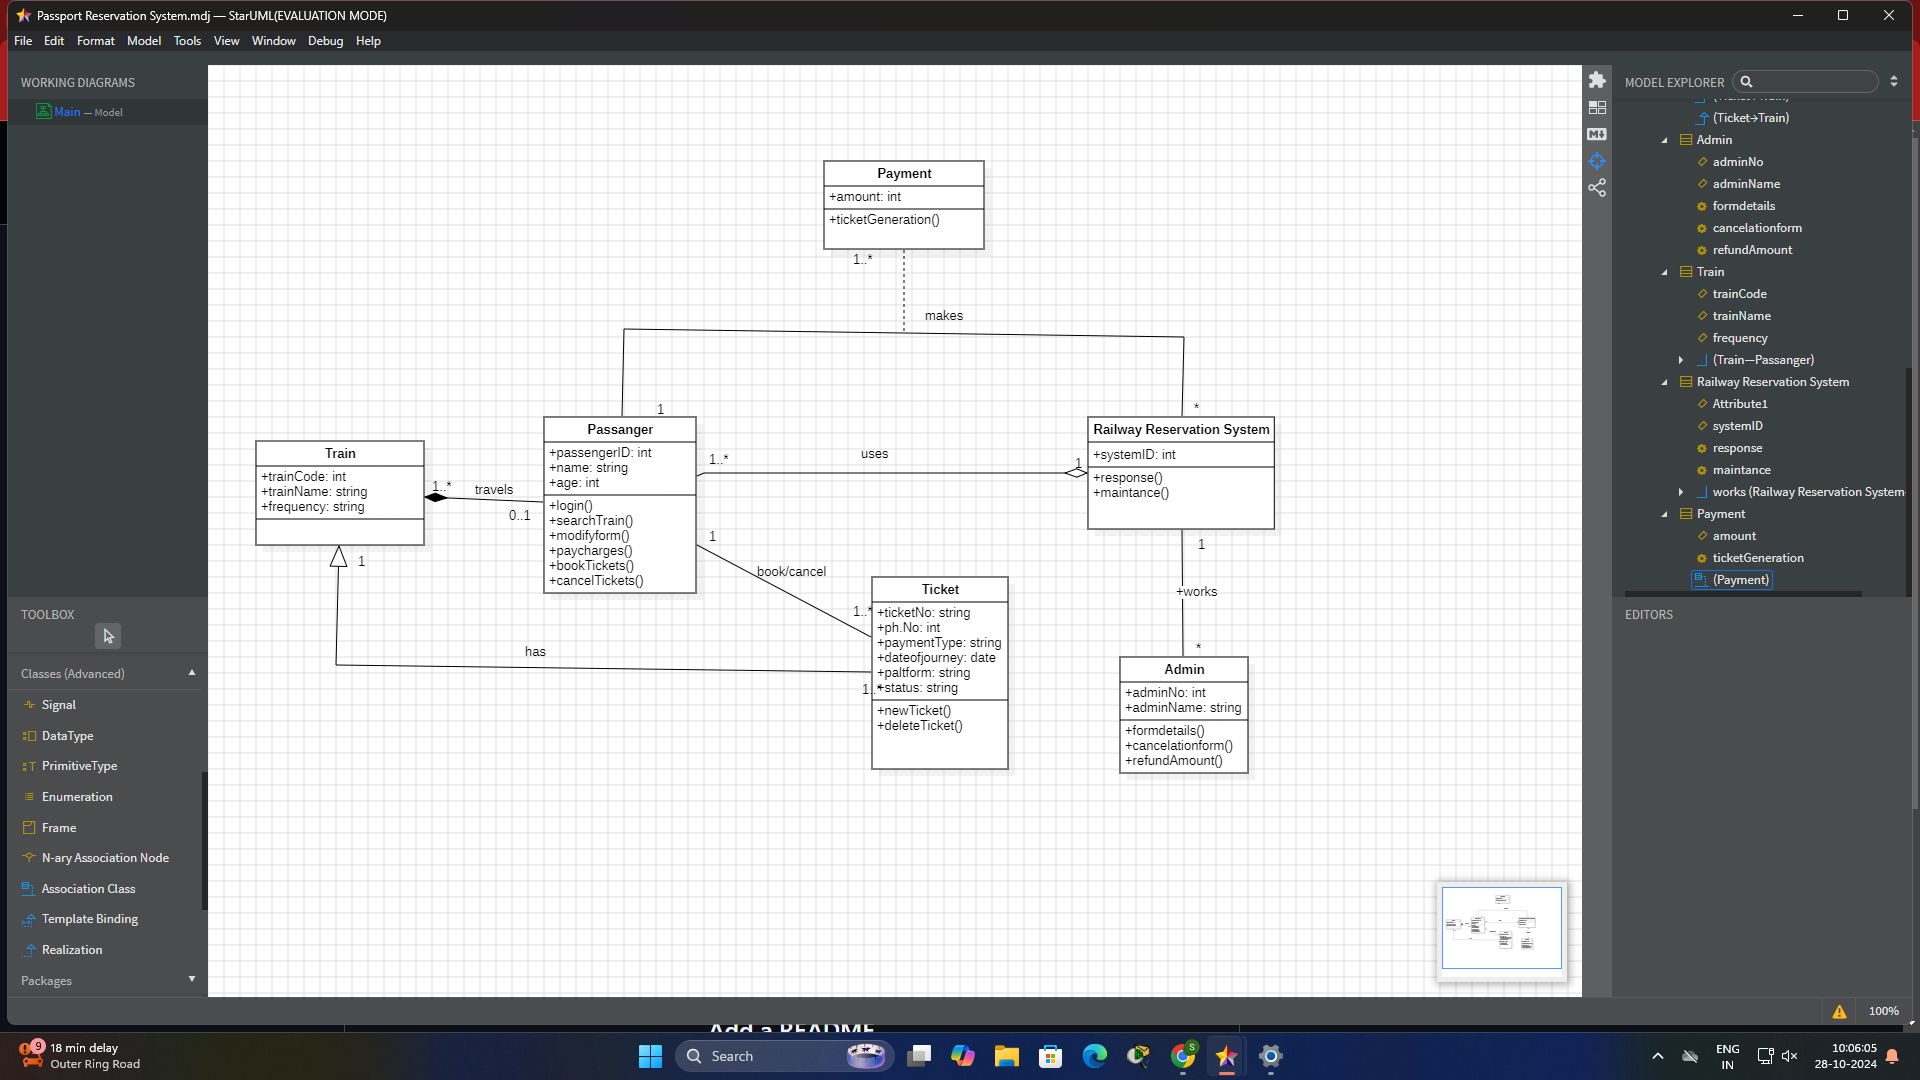 Passport Reservation System.mdj — StarUML(EVALUATION MODE)
File Edit Format Model Tools View Window Debug Help
WORKING DIAGRAMS
Main — Model
TOOLBOX
Classes (Advanced)
Signal
DataType
PrimitiveType
Enumeration
Frame
N-ary Association Node
Association Class
Template Binding
Realization
Packages
Payment
+amount: int
+ticketGeneration()
1..*
makes
1
*
Train
+trainCode: int
+trainName: string
+frequency: string
1..*
travels
0..1
1
Passanger
+passengerID: int
+name: string
+age: int
+login()
+searchTrain()
+modifyform()
+paycharges()
+bookTickets()
+cancelTickets()
1..*
uses
1
Railway Reservation System
+systemID: int
+response()
+maintance()
1
book/cancel
1..*
Ticket
+ticketNo: string
+ph.No: int
+paymentType: string
+dateofjourney: date
+paltform: string
+status: string
+newTicket()
+deleteTicket()
has
1..*
1
+works
*
Admin
+adminNo: int
+adminName: string
+formdetails()
+cancelationform()
+refundAmount()
MODEL EXPLORER
(Ticket→Train)
Admin
adminNo
adminName
formdetails
cancelationform
refundAmount
Train
trainCode
trainName
frequency
(Train—Passanger)
Railway Reservation System
Attribute1
systemID
response
maintance
works (Railway Reservation System
Payment
amount
ticketGeneration
(Payment)
EDITORS
100%
Add a README
9
18 min delay
Outer Ring Road
Search
S
ENG
IN
10:06:05
28-10-2024